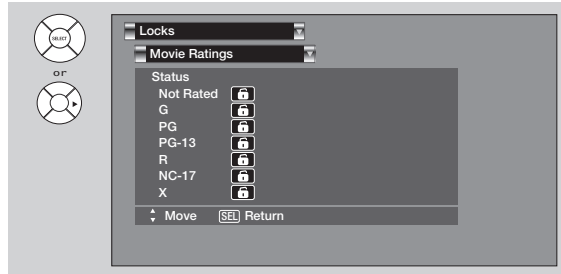 SELECT
or
Locks
Movie Ratings
Status
Not Rated
G
PG
PG-13
R
NC-17
X
Move SEL Return